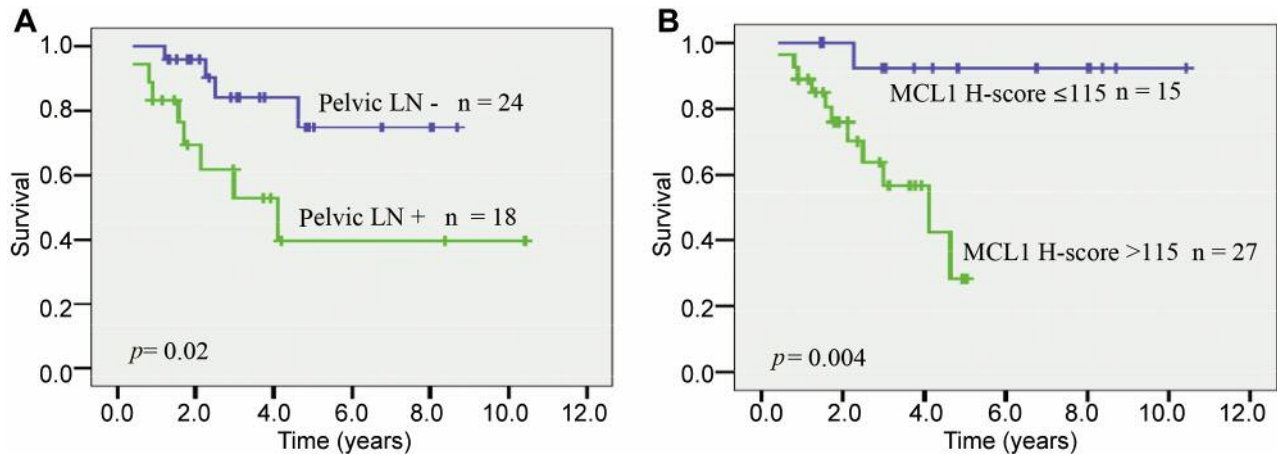 A
1.0
0.8
0.6
0.4
0.2
0.0
Survival
Pelvic LN - n = 24
Pelvic LN + n = 18
p= 0.02
0.0 2.0 4.0 6.0 8.0 10.0 12.0
Time (years)
B
1.0
0.8
0.6
0.4
0.2
0.0
Survival
MCL1 H-score ≤115 n = 15
MCL1 H-score >115 n = 27
p= 0.004
0.0 2.0 4.0 6.0 8.0 10.0 12.0
Time (years)